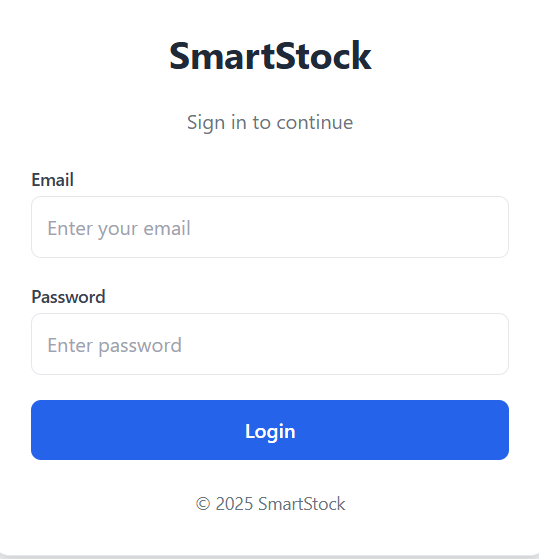 SmartStock
Sign in to continue
Email
Enter your email
Password
Enter password
Login
© 2025 SmartStock